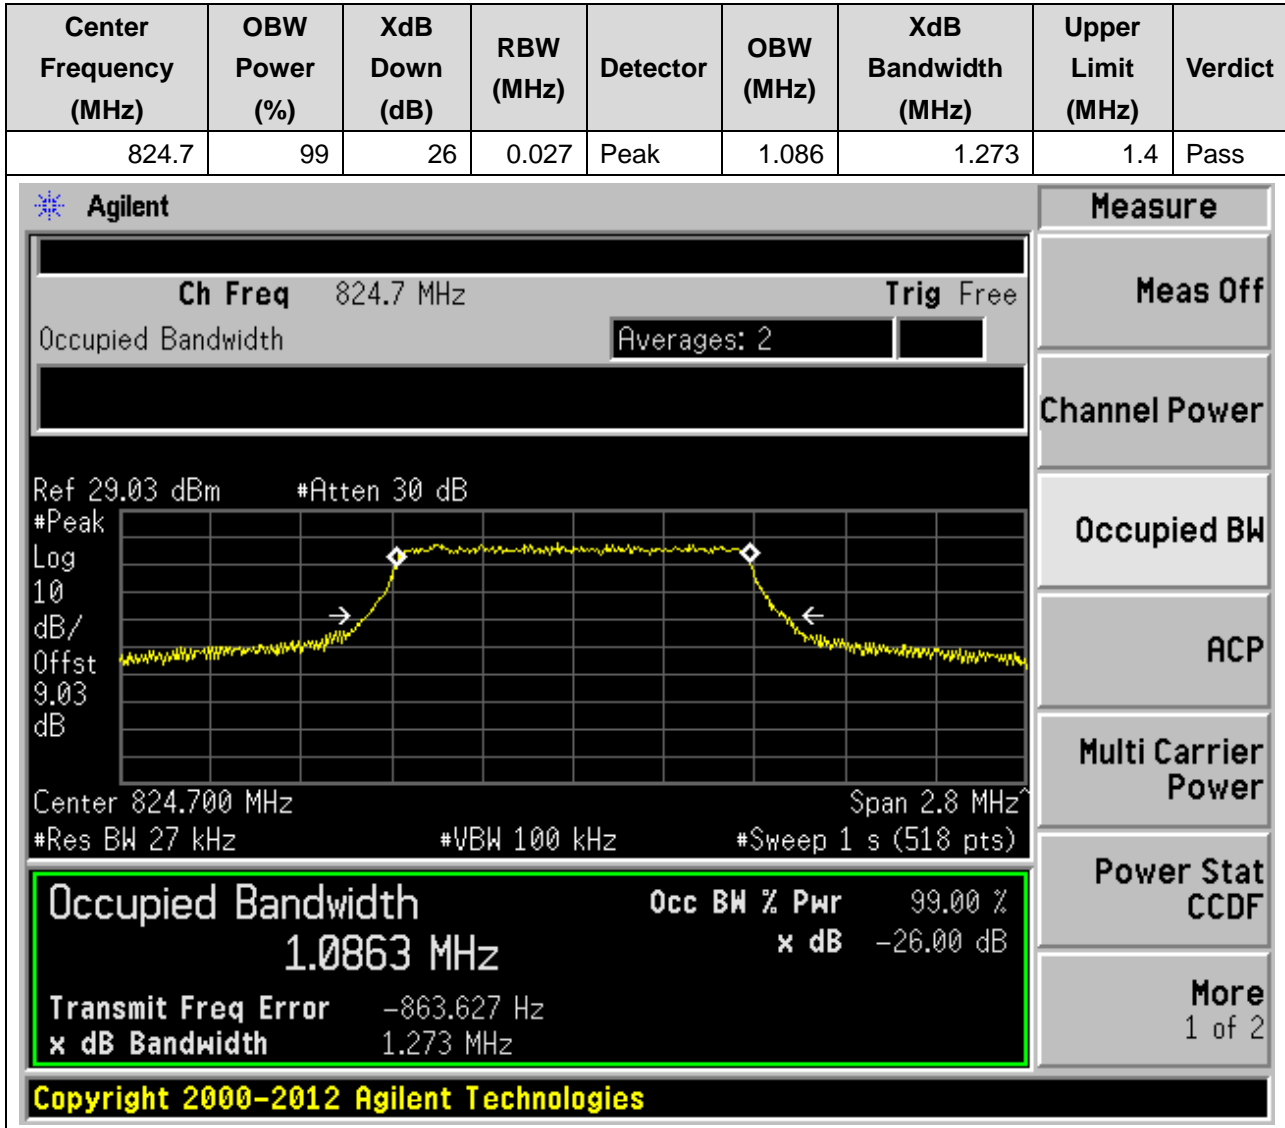 Center Frequency (MHz) OBW Power (%) XdB Down (dB) RBW (MHz) Detector OBW (MHz) XdB Bandwidth (MHz) Upper Limit (MHz) Verdict
824.7 99 26 0.027 Peak 1.086 1.273 1.4 Pass
Agilent
Measure
Ch Freq 824.7 MHz Trig Free
Occupied Bandwidth Averages: 2
Meas Off
Channel Power
Occupied BW
ACP
Multi Carrier
Power
Power Stat
CCDF
More
1 of 2
Ref 29.03 dBm #Atten 30 dB
#Peak
Log
10
dB/
Offst
9.03
dB
Center 824.700 MHz Span 2.8 MHz^
#Res BW 27 kHz #VBW 100 kHz #Sweep 1 s (518 pts)
Occupied Bandwidth Occ BW % Pwr 99.00 %
1.0863 MHz x dB -26.00 dB
Transmit Freq Error -863.627 Hz
x dB Bandwidth 1.273 MHz
Copyright 2000-2012 Agilent Technologies